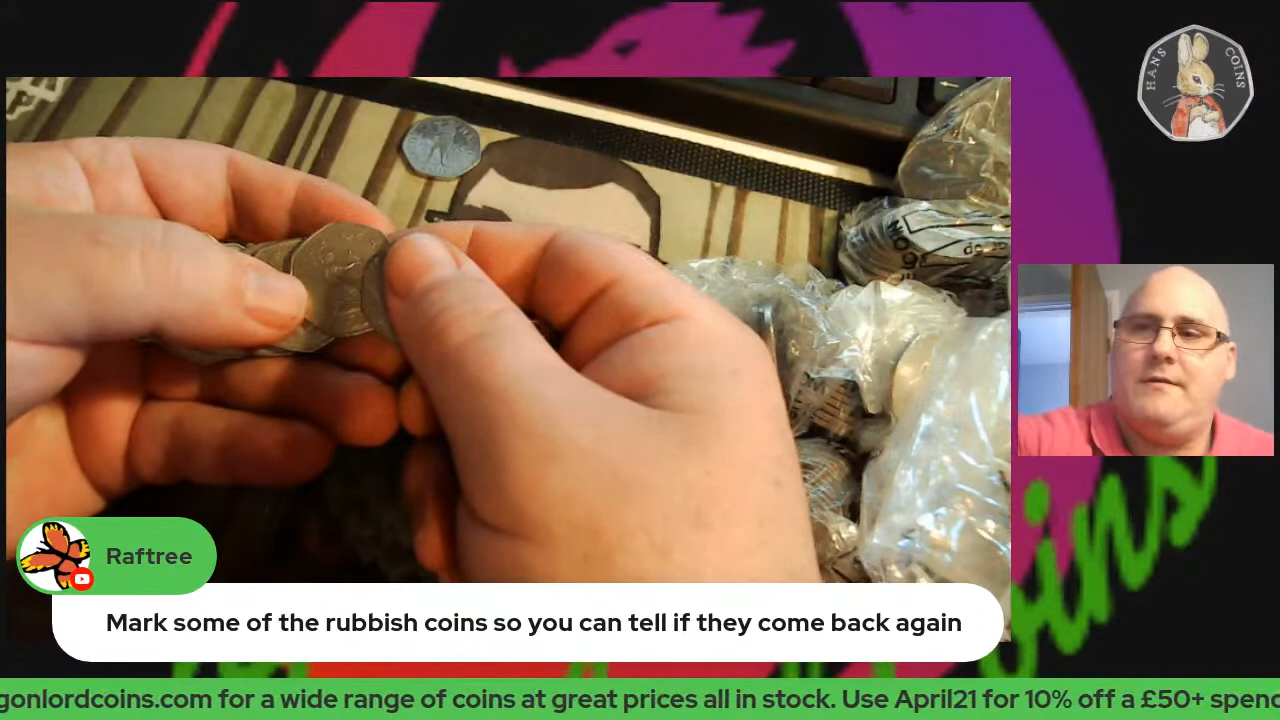 HANS COINS
Raftree
Mark some of the rubbish coins so you can tell if they come back again
oins
gonlordcoins.com for a wide range of coins at great prices all in stock. Use April21 for 10% off a £50+ spend